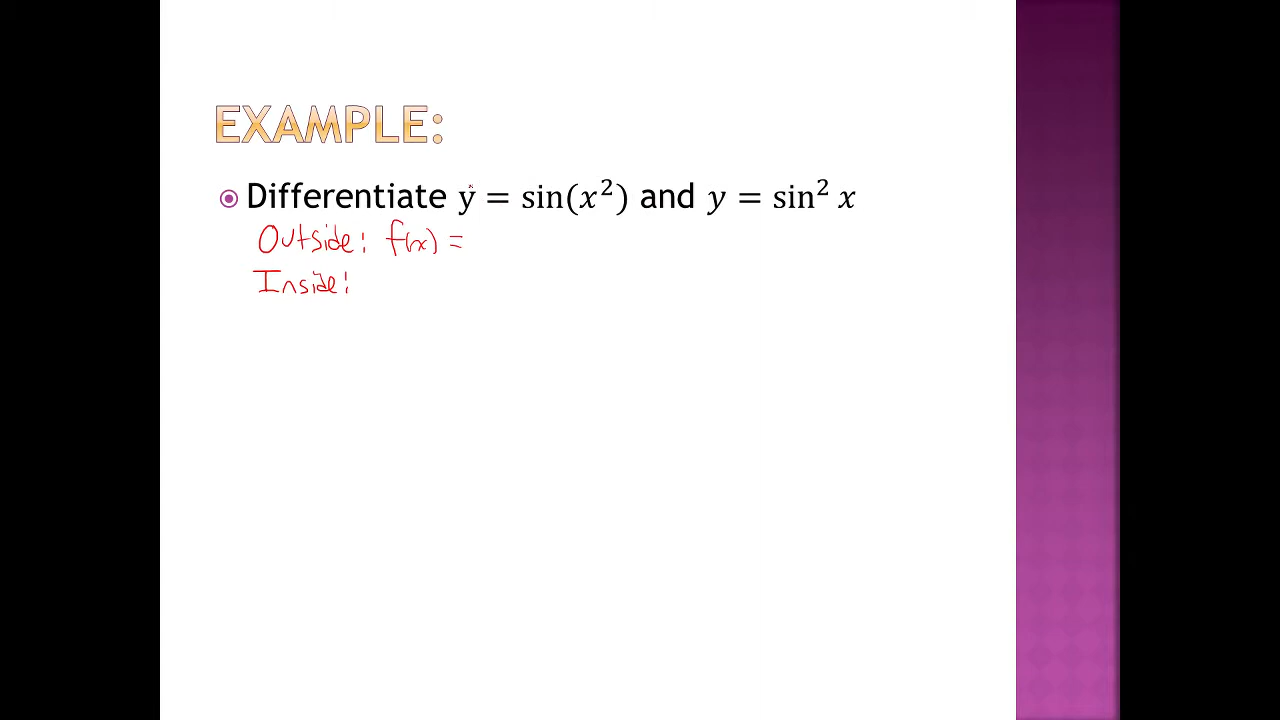 EXAMPLE:
Differentiate y = sin(x²) and y = sin² x
Outside: f(x) =
Inside: